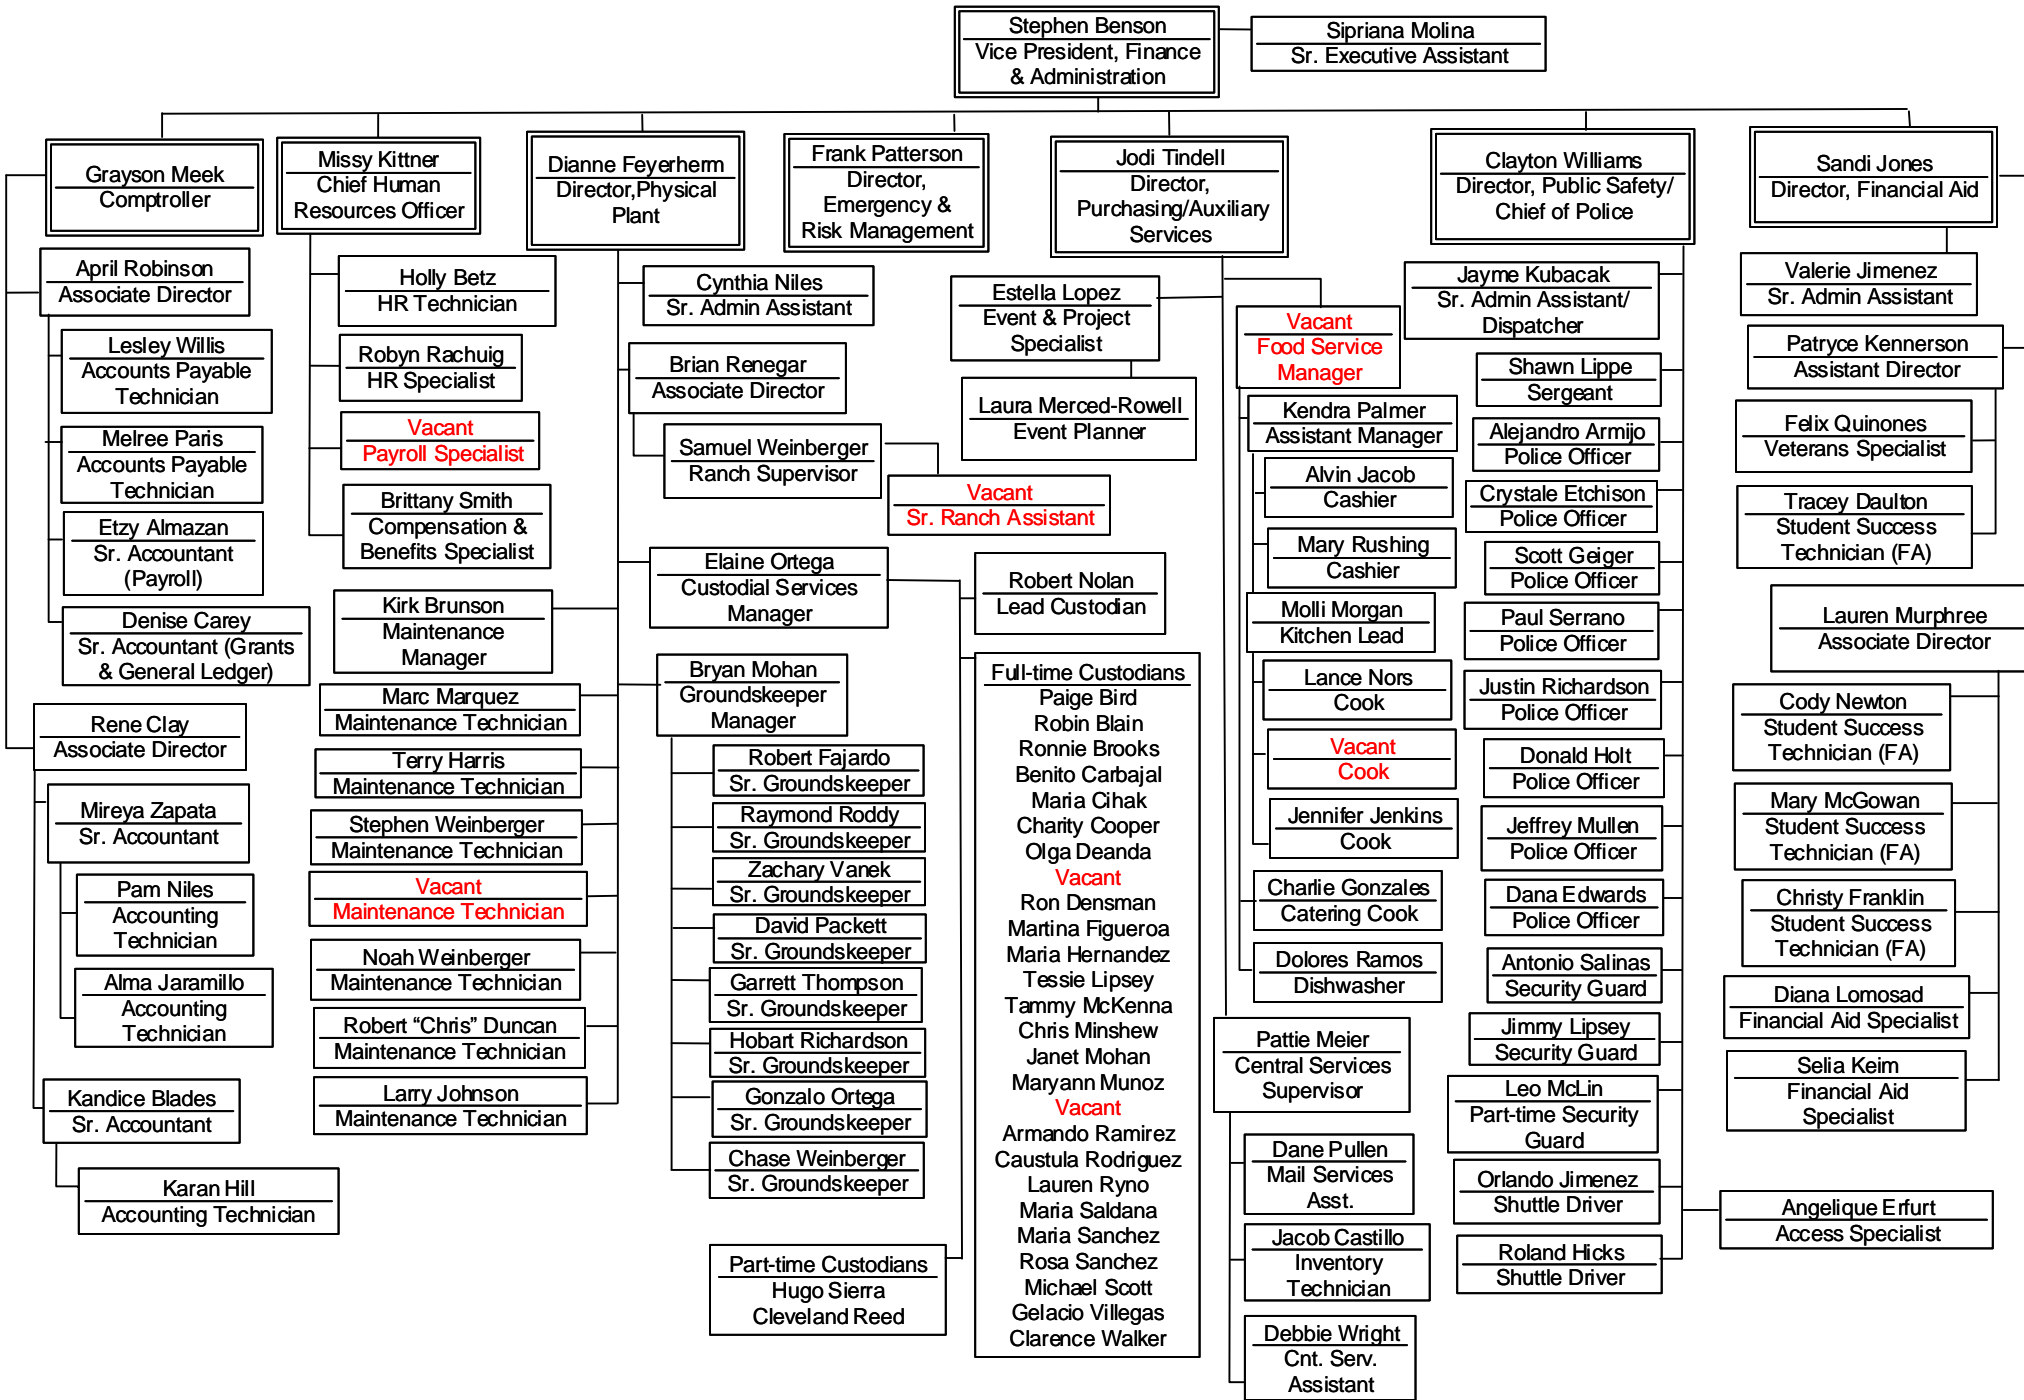 Stephen Benson
Vice President, Finance
& Administration
Sipriana Molina
Sr. Executive Assistant
Grayson Meek
Comptroller
April Robinson
Associate Director
Lesley Willis
Accounts Payable
Technician
Melree Paris
Accounts Payable
Technician
Etzy Almazan
Sr. Accountant
(Payroll)
Denise Carey
Sr. Accountant (Grants
& General Ledger)
Rene Clay
Associate Director
Mireya Zapata
Sr. Accountant
Pam Niles
Accounting
Technician
Alma Jaramillo
Accounting
Technician
Kandice Blades
Sr. Accountant
Karan Hill
Accounting Technician
Missy Kittner
Chief Human
Resources Officer
Holly Betz
HR Technician
Robyn Rachuig
HR Specialist
Vacant
Payroll Specialist
Brittany Smith
Compensation &
Benefits Specialist
Dianne Feyerherm
Director,Physical
Plant
Cynthia Niles
Sr. Admin Assistant
Brian Renegar
Associate Director
Samuel Weinberger
Ranch Supervisor
Vacant
Sr. Ranch Assistant
Elaine Ortega
Custodial Services
Manager
Robert Nolan
Lead Custodian
Full-time Custodians
Paige Bird
Robin Blain
Ronnie Brooks
Benito Carbajal
Maria Cihak
Charity Cooper
Olga Deanda
Vacant
Ron Densman
Martina Figueroa
Maria Hernandez
Tessie Lipsey
Tammy McKenna
Chris Minshew
Janet Mohan
Maryann Munoz
Vacant
Armando Ramirez
Caustula Rodriguez
Lauren Ryno
Maria Saldana
Maria Sanchez
Rosa Sanchez
Michael Scott
Gelacio Villegas
Clarence Walker
Part-time Custodians
Hugo Sierra
Cleveland Reed
Kirk Brunson
Maintenance
Manager
Marc Marquez
Maintenance Technician
Terry Harris
Maintenance Technician
Stephen Weinberger
Maintenance Technician
Vacant
Maintenance Technician
Noah Weinberger
Maintenance Technician
Robert “Chris” Duncan
Maintenance Technician
Larry Johnson
Maintenance Technician
Bryan Mohan
Groundskeeper
Manager
Robert Fajardo
Sr. Groundskeeper
Raymond Roddy
Sr. Groundskeeper
Zachary Vanek
Sr. Groundskeeper
David Packett
Sr. Groundskeeper
Garrett Thompson
Sr. Groundskeeper
Hobart Richardson
Sr. Groundskeeper
Gonzalo Ortega
Sr. Groundskeeper
Chase Weinberger
Sr. Groundskeeper
Frank Patterson
Director,
Emergency &
Risk Management
Jodi Tindell
Director,
Purchasing/Auxiliary
Services
Estella Lopez
Event & Project
Specialist
Laura Merced-Rowell
Event Planner
Vacant
Food Service
Manager
Kendra Palmer
Assistant Manager
Alvin Jacob
Cashier
Mary Rushing
Cashier
Molli Morgan
Kitchen Lead
Lance Nors
Cook
Vacant
Cook
Jennifer Jenkins
Cook
Charlie Gonzales
Catering Cook
Dolores Ramos
Dishwasher
Pattie Meier
Central Services
Supervisor
Dane Pullen
Mail Services
Asst.
Jacob Castillo
Inventory
Technician
Debbie Wright
Cnt. Serv.
Assistant
Clayton Williams
Director, Public Safety/
Chief of Police
Jayme Kubacak
Sr. Admin Assistant/
Dispatcher
Shawn Lippe
Sergeant
Alejandro Armijo
Police Officer
Crystale Etchison
Police Officer
Scott Geiger
Police Officer
Paul Serrano
Police Officer
Justin Richardson
Police Officer
Donald Holt
Police Officer
Jeffrey Mullen
Police Officer
Dana Edwards
Police Officer
Antonio Salinas
Security Guard
Jimmy Lipsey
Security Guard
Leo McLin
Part-time Security
Guard
Orlando Jimenez
Shuttle Driver
Angelique Erfurt
Access Specialist
Roland Hicks
Shuttle Driver
Sandi Jones
Director, Financial Aid
Valerie Jimenez
Sr. Admin Assistant
Patryce Kennerson
Assistant Director
Felix Quinones
Veterans Specialist
Tracey Daulton
Student Success
Technician (FA)
Lauren Murphree
Associate Director
Cody Newton
Student Success
Technician (FA)
Mary McGowan
Student Success
Technician (FA)
Christy Franklin
Student Success
Technician (FA)
Diana Lomosad
Financial Aid Specialist
Selia Keim
Financial Aid
Specialist